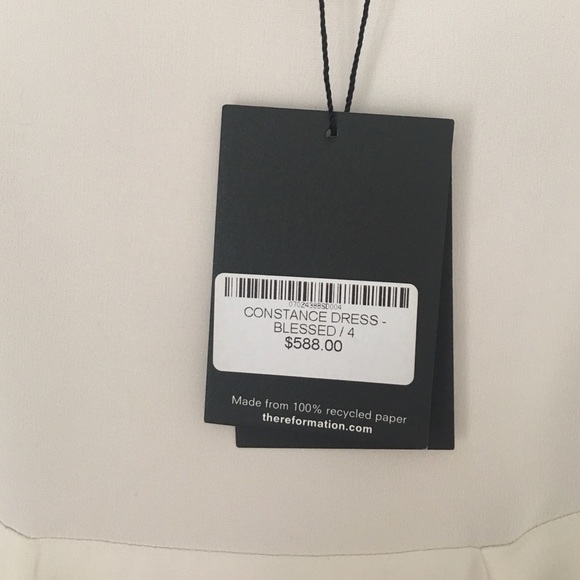 CONSTANCE DRESS -
BLESSED / 4
$588.00
Made from 100% recycled paper
thereformation.com